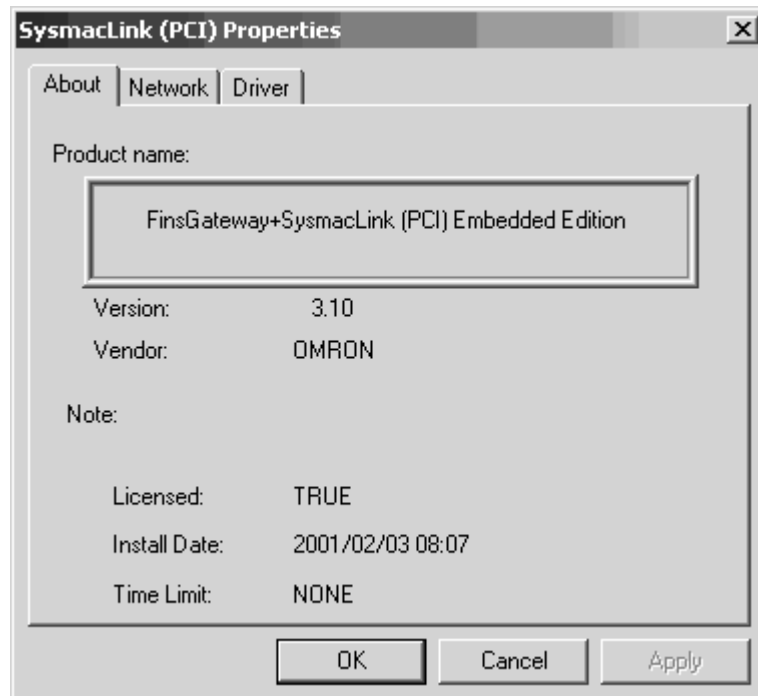 SysmacLink (PCI) Properties
About Network Driver
Product name:
FinsGateway+SysmacLink (PCI) Embedded Edition
Version: 3.10
Vendor: OMRON
Note:
Licensed: TRUE
Install Date: 2001/02/03 08:07
Time Limit: NONE
OK Cancel Apply